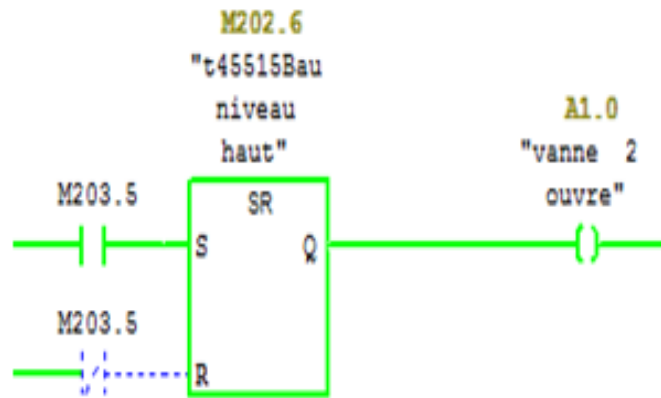 M202.6
"t45515Bau
niveau
haut"
A1.0
"vanne 2
ouvre"
M203.5
SR
S
Q
M203.5
R